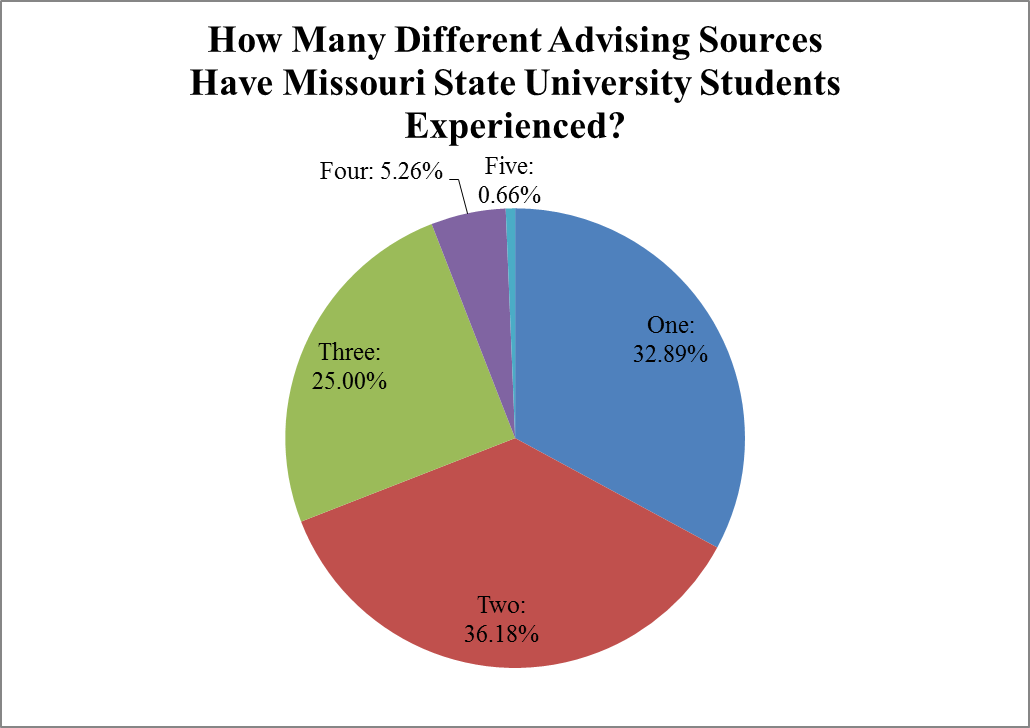 How Many Different Advising Sources
Have Missouri State University Students
Experienced?
Four: 5.26%
Five:
0.66%
One:
32.89%
Three:
25.00%
Two:
36.18%